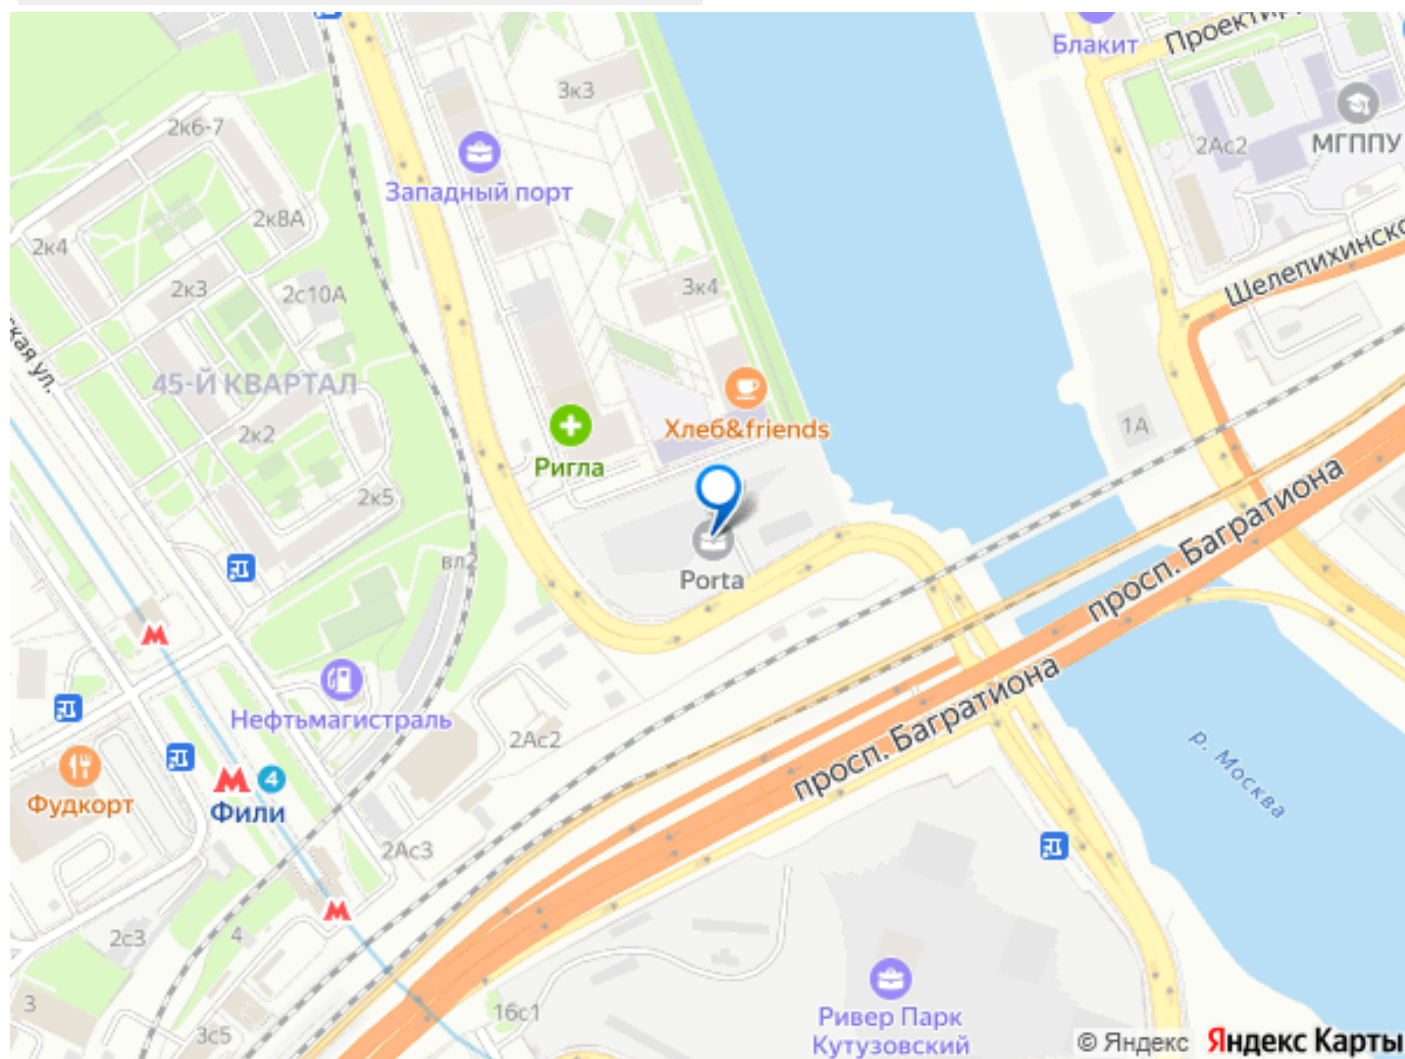 Блакит
Проектир
3к3
2к6-7
2Ас2
МГППУ
Западный порт
2к8А
2к4
Шелепихинско
2к3
2с10А
3к4
кая ул.
45-Й КВАРТАЛ
Хлеб&friends
1А
2к2
Ригла
2к5
вл2
Porta
просп. Багратиона
Нефтьмагистраль
2Ас2
просп. Багратиона
р. Москва
4
Фили
Фудкорт
2Ас3
2с3
4
3
16с1
3с5
Ривер Парк
Кутузовский
© Яндекс Яндекс Карты